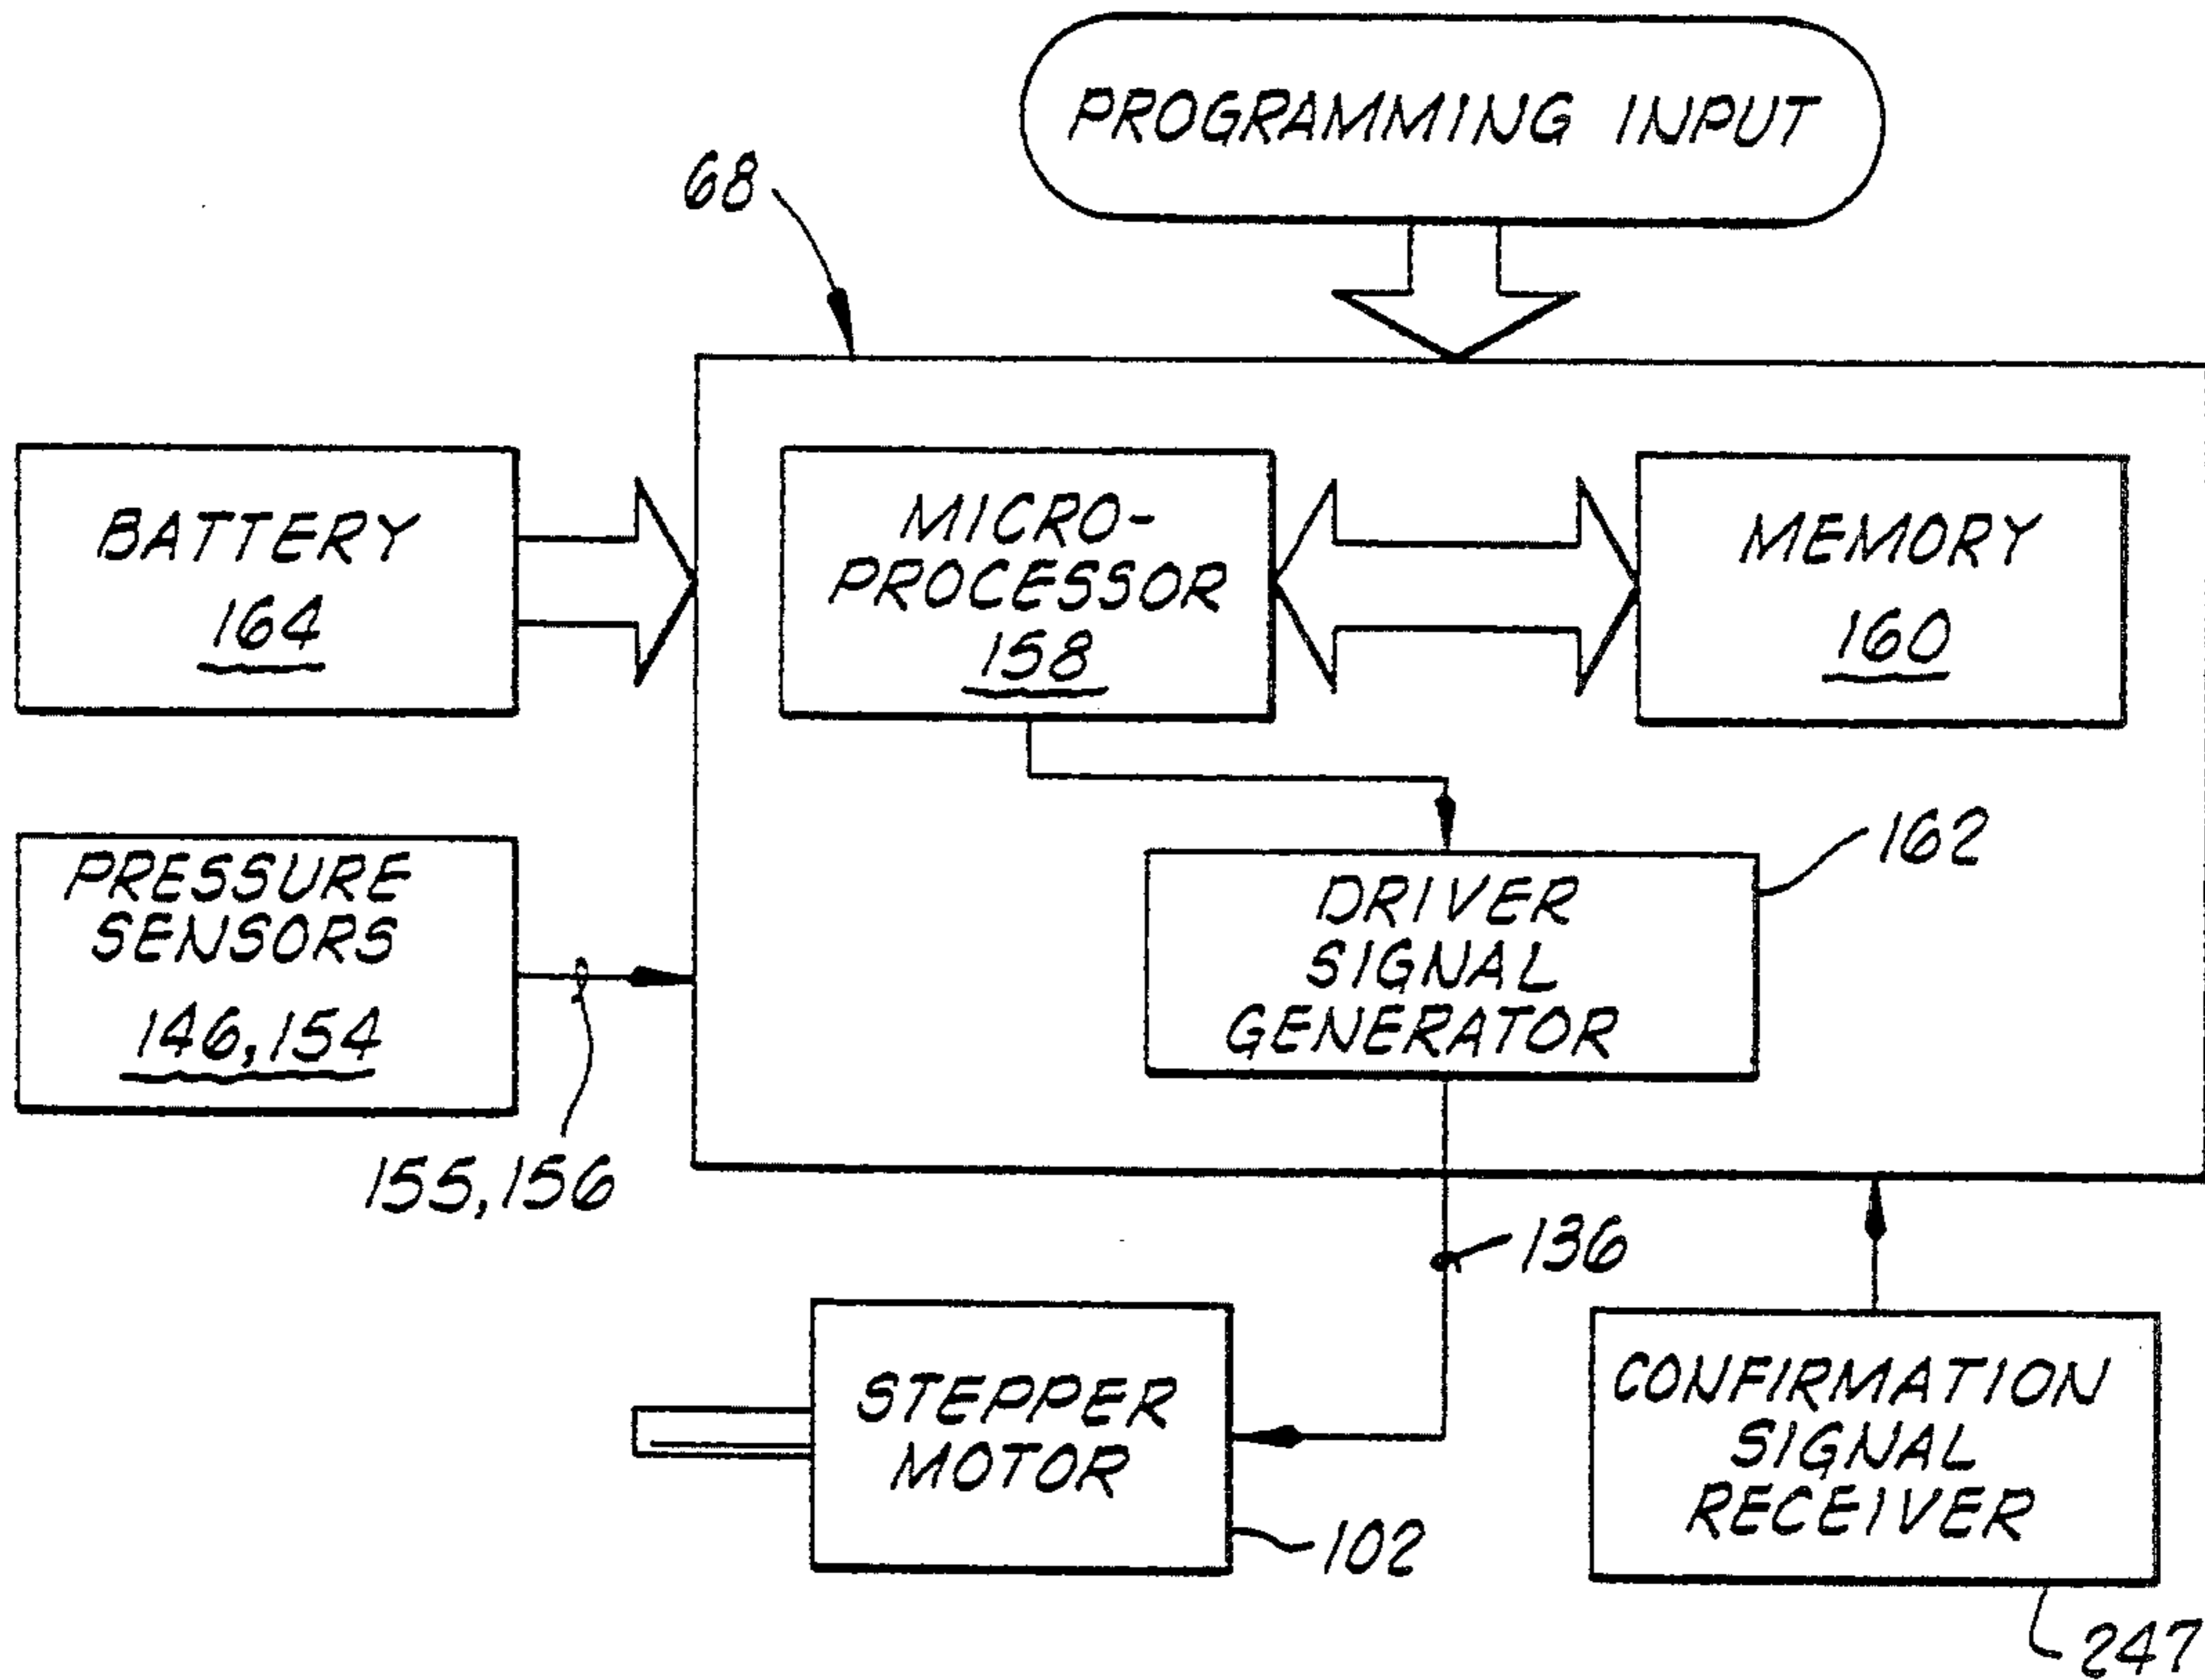 PROGRAMMING INPUT
68
BATTERY
164
MICRO-
PROCESSOR
158
MEMORY
160
PRESSURE
SENSORS
146,154
155,156
DRIVER
SIGNAL
GENERATOR
162
136
STEPPER
MOTOR
102
CONFIRMATION
SIGNAL
RECEIVER
247